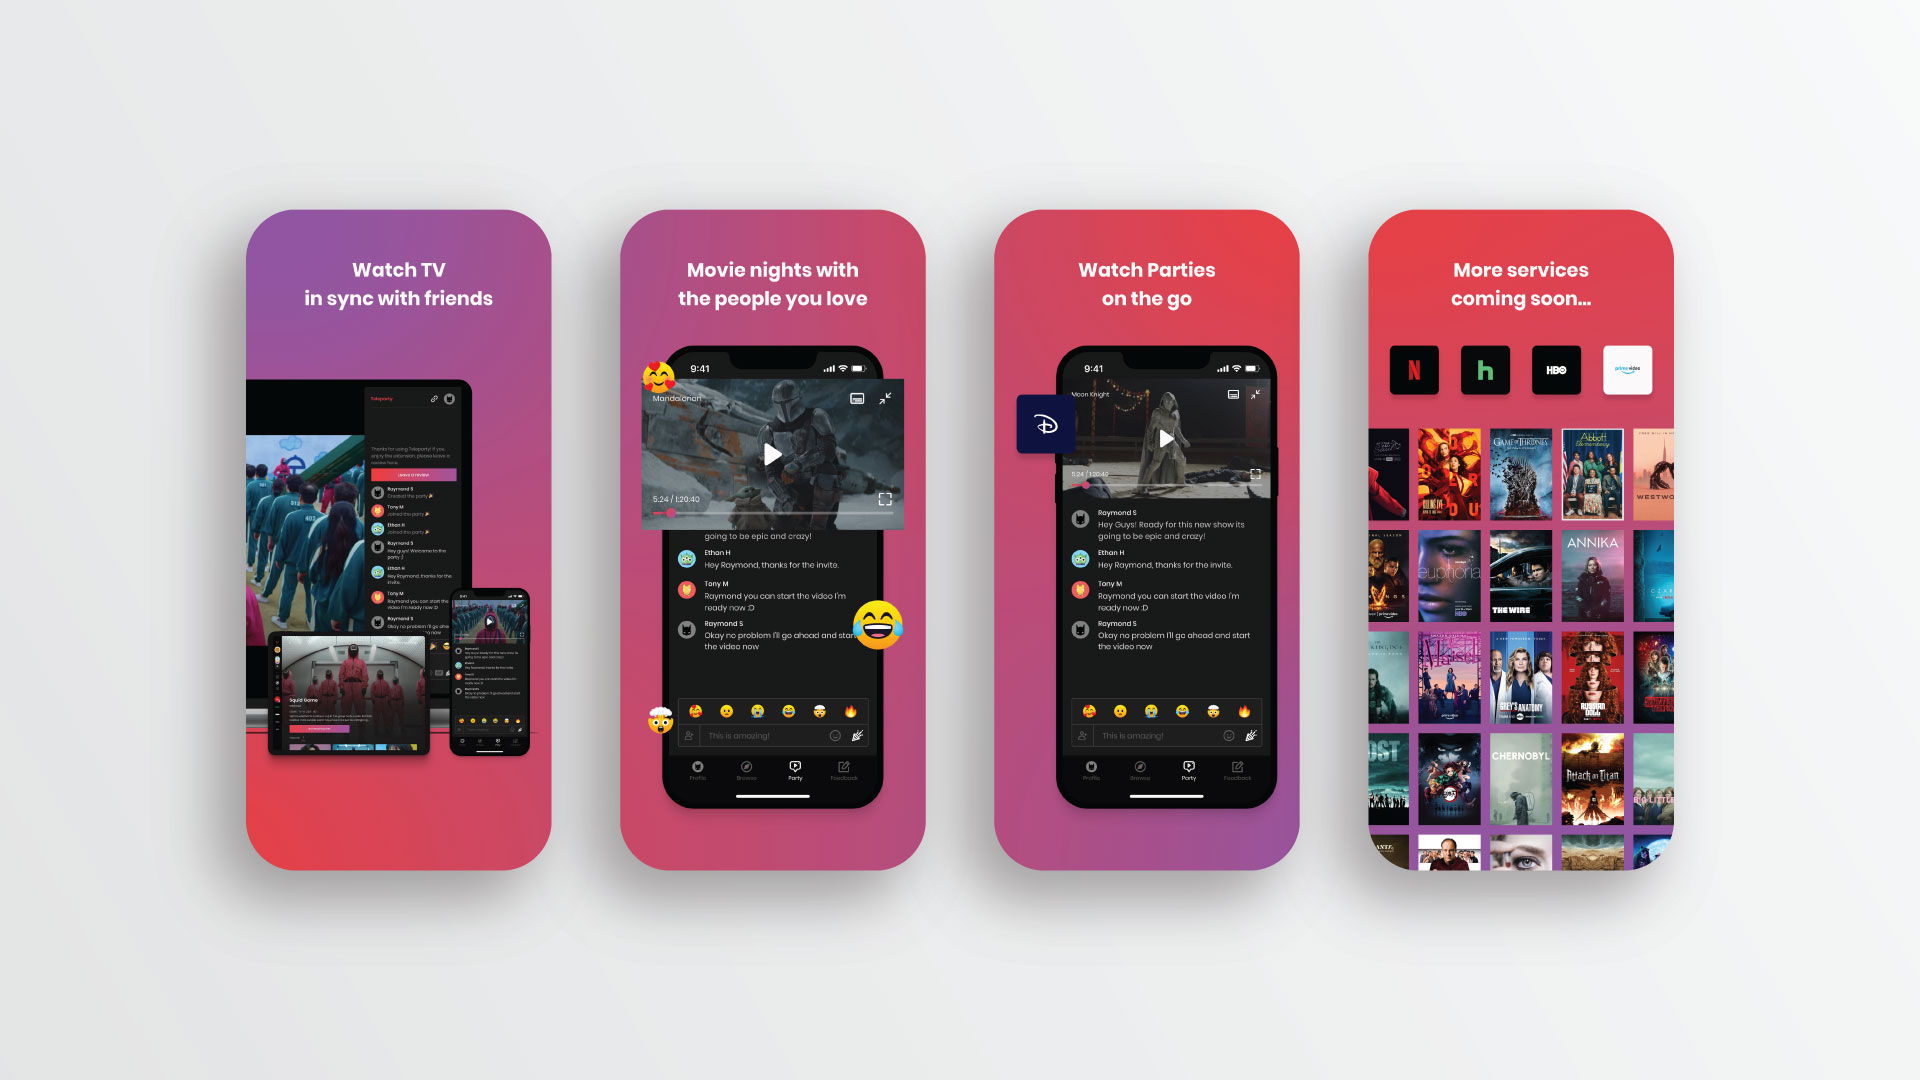 Watch TV
in sync with friends
Teleparty
Thanks for using Teleparty! If you
enjoy the extension, please leave a
review here.
Leave a review
Raymond S
Created the party
Tony M
Joined the party
Ethan H
Joined the party
Raymond S
Hey guys! Welcome to the
party :)
Ethan H
Hey Raymond, thanks for the
invite.
Tony M
Raymond you can start the
video I'm ready now :D
Raymond S
Okay no problem I'll go ahead
now
Squid Game
Movie nights with
the people you love
9:41
Mandalorian
5:24 / 1:20:40
going to be epic and crazy!
Ethan H
Hey Raymond, thanks for the invite.
Tony M
Raymond you can start the video I'm
ready now :D
Raymond S
Okay no problem I'll go ahead and start
the video now
This is amazing!
Profile
Browse
Party
Feedback
Watch Parties
on the go
9:41
Moon Knight
5:24 / 1:20:40
Raymond S
Hey Guys! Ready for this new show its
going to be epic and crazy!
Ethan H
Hey Raymond, thanks for the invite.
Tony M
Raymond you can start the video I'm
ready now :D
Raymond S
Okay no problem I'll go ahead and start
the video now
This is amazing!
Profile
Browse
Party
Feedback
More services
coming soon...
N
h
HBO
prime video
GAME OF THRONES
Abbott
Elementary
WESTWO
euphoria
THE WIRE
ANNIKA
GREY'S ANATOMY
RUSSIAN
DOLL
OST
CHERNOBYL
Attack on Titan
BIG LITTLE